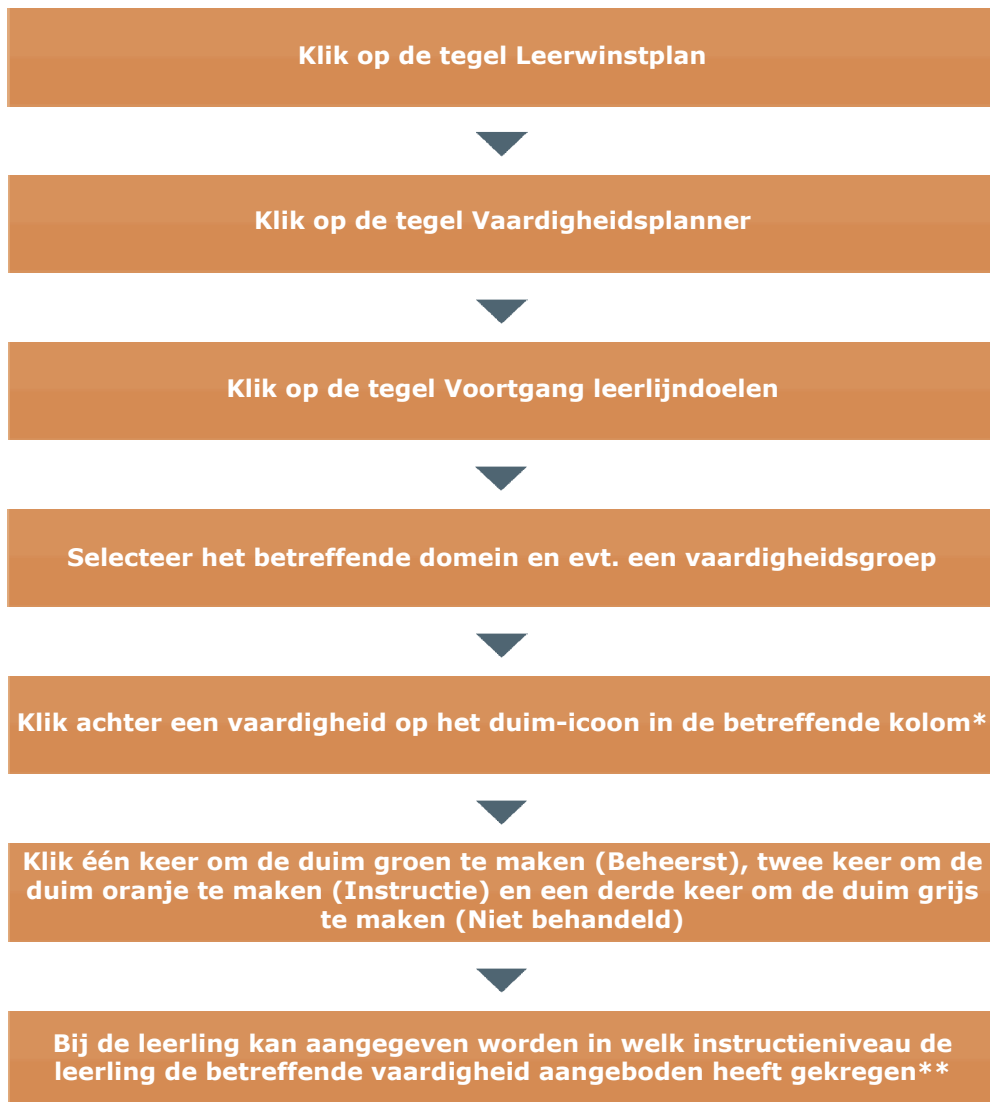 Klik op de tegel Leerwinstplan
Klik op de tegel Vaardigheidsplanner
Klik op de tegel Voortgang leerlijndoelen
Selecteer het betreffende domein en evt. een vaardigheidsgroep
Klik achter een vaardigheid op het duim-icoon in de betreffende kolom*
Klik één keer om de duim groen te maken (Beheerst), twee keer om de
duim oranje te maken (Instructie) en een derde keer om de duim grijs
te maken (Niet behandeld)
Bij de leerling kan aangegeven worden in welk instructieniveau de
leerling de betreffende vaardigheid aangeboden heeft gekregen**